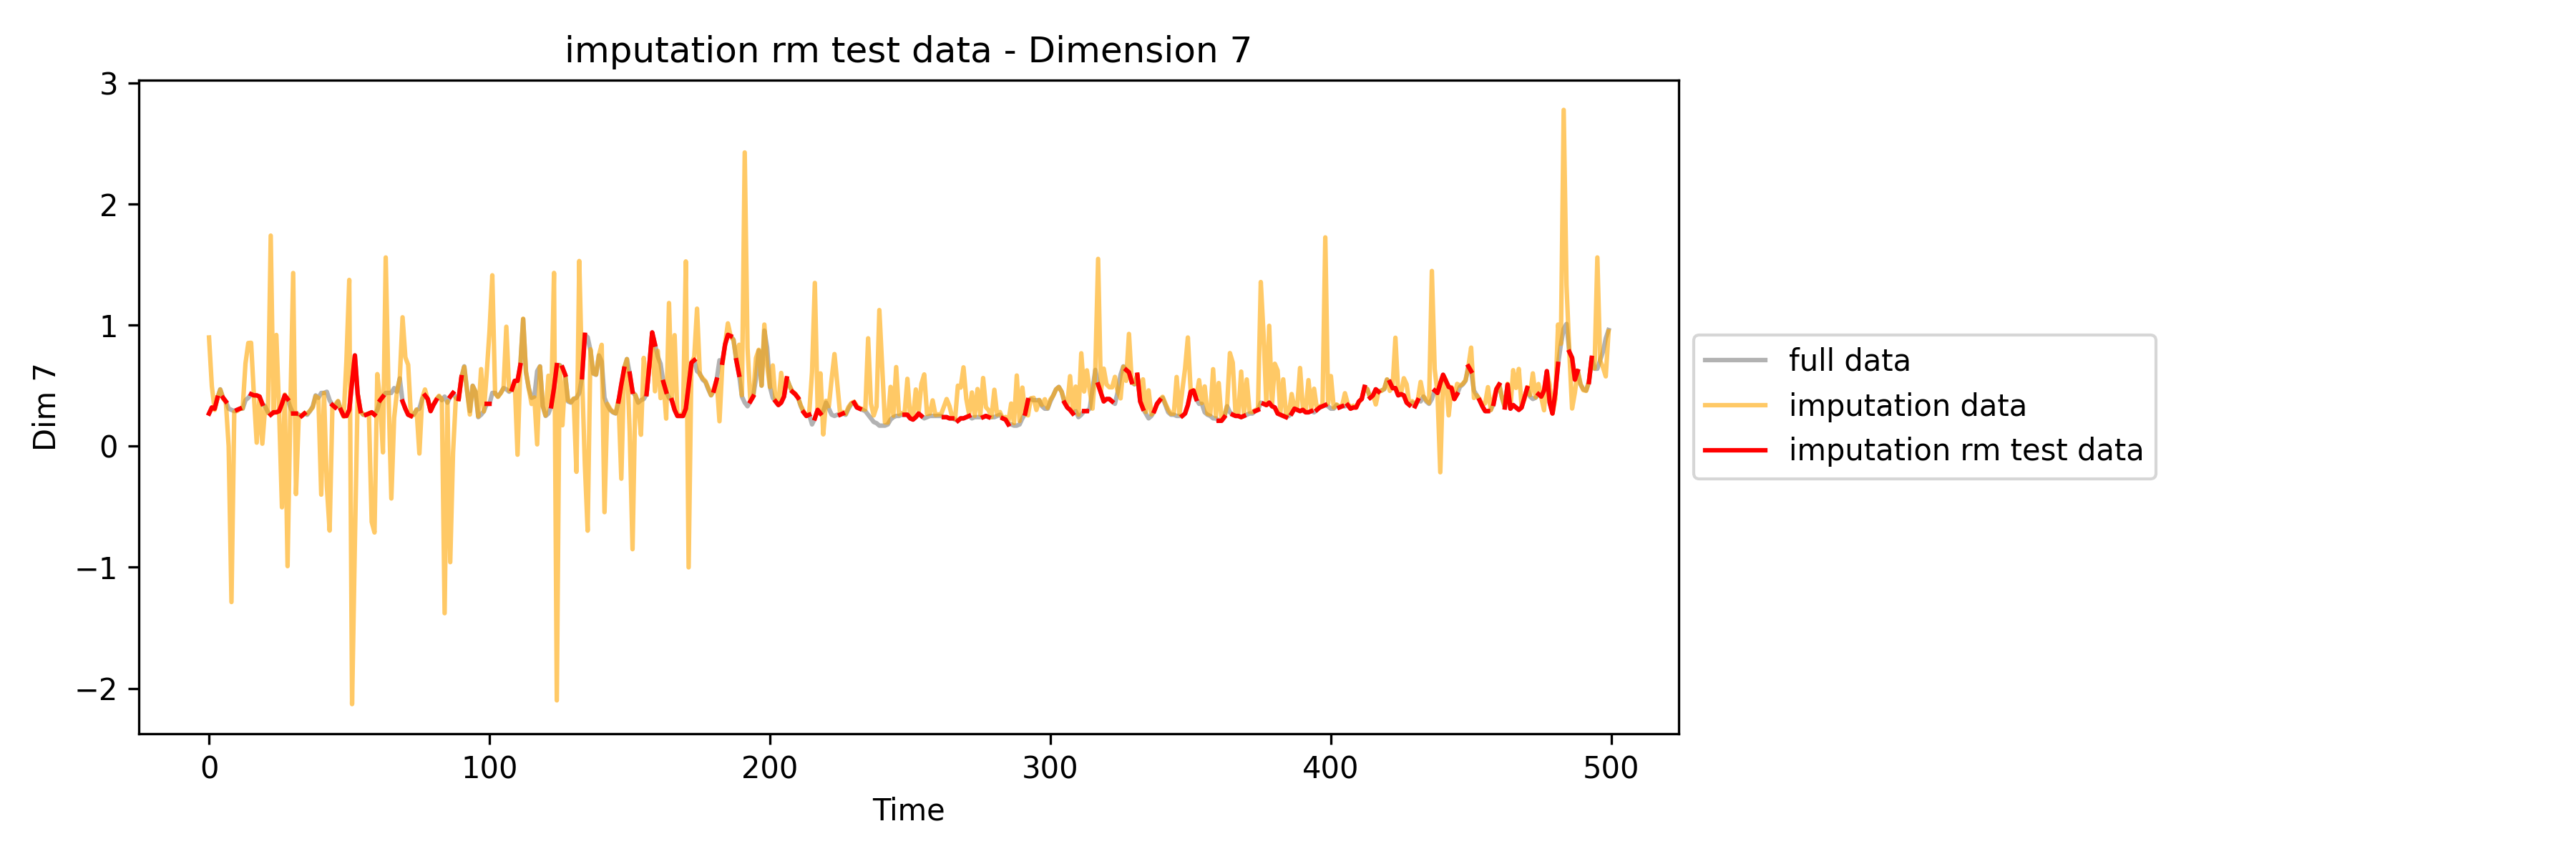 imputation rm test data - Dimension 7
3
2
1
0
−1
−2
Dim 7
0 100 200 300 400 500
Time
full data
imputation data
imputation rm test data